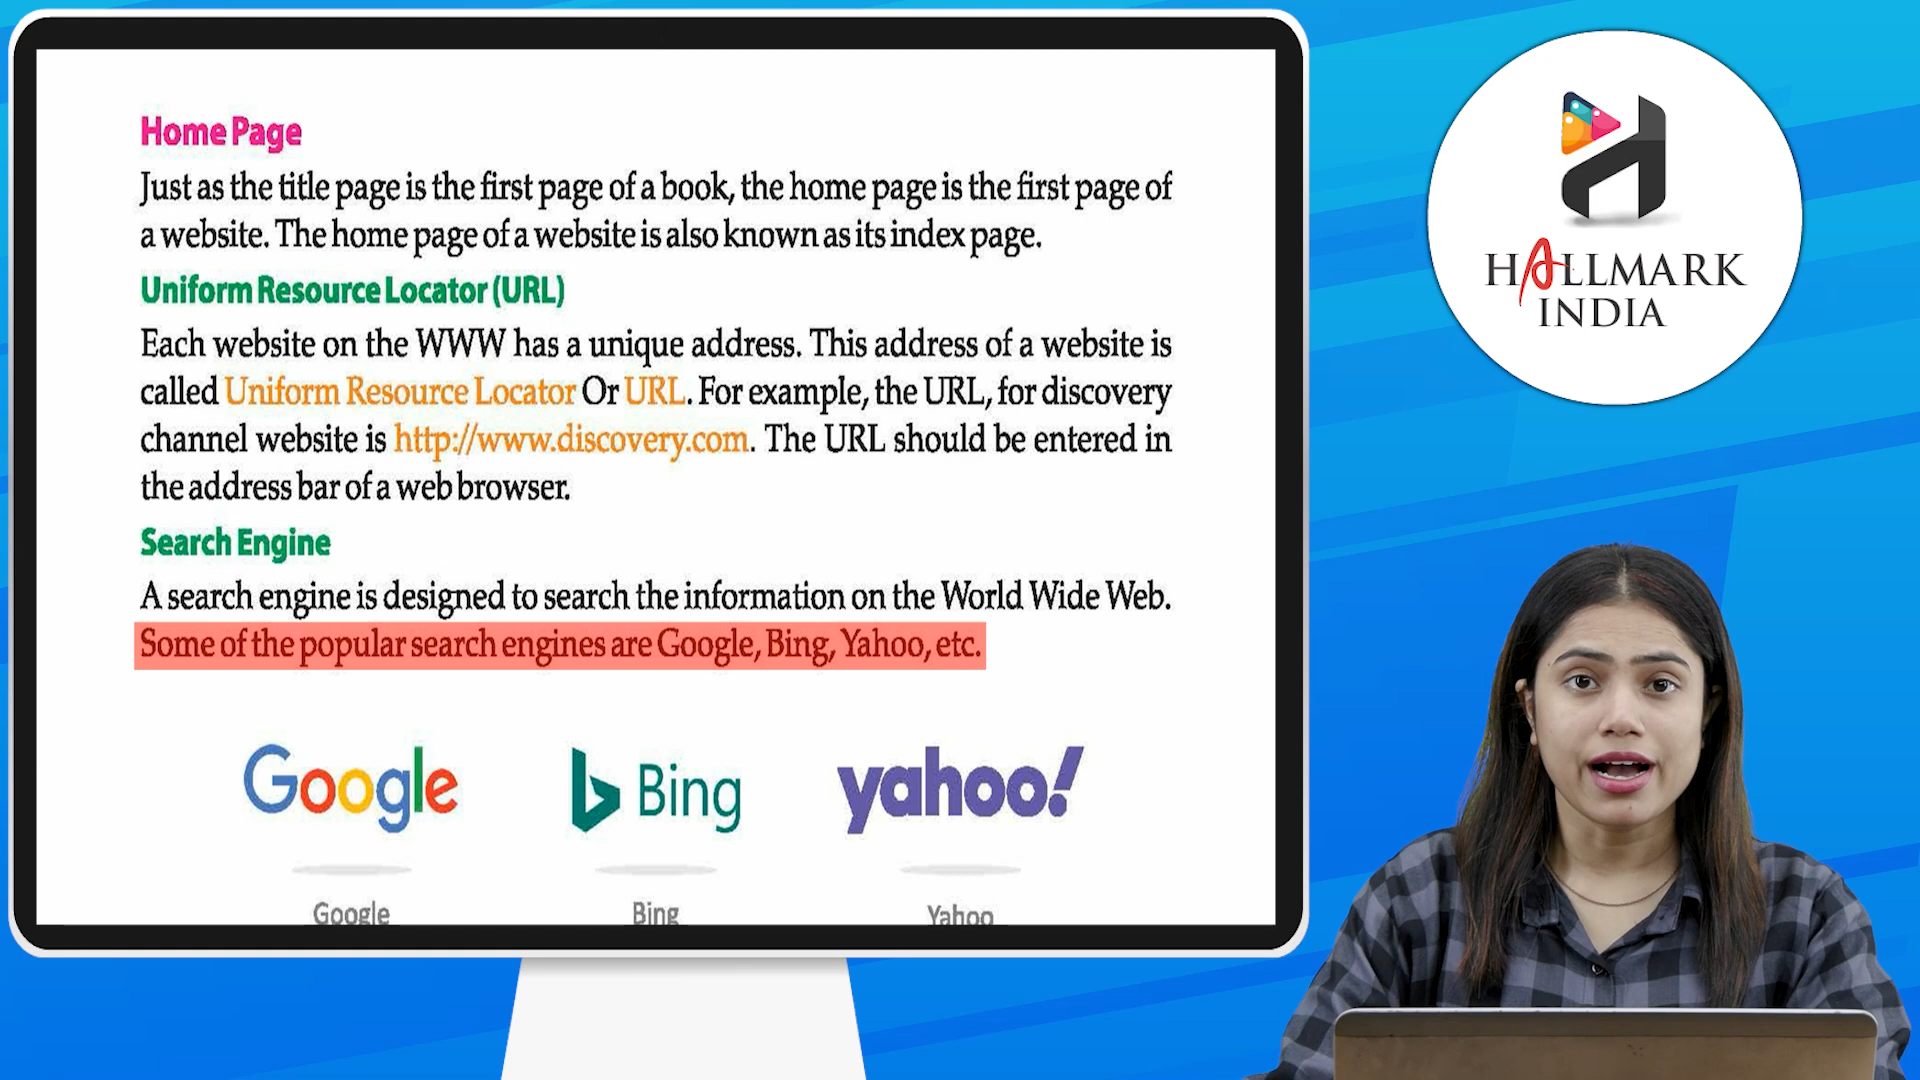 Home Page
Just as the title page is the first page of a book, the home page is the first page of
a website. The home page of a website is also known as its index page.
Uniform Resource Locator (URL)
Each website on the WWW has a unique address. This address of a website is
called Uniform Resource Locator Or URL. For example, the URL, for discovery
channel website is http://www.discovery.com. The URL should be entered in
the address bar of a web browser.
Search Engine
A search engine is designed to search the information on the World Wide Web.
Some of the popular search engines are Google, Bing, Yahoo, etc.
Google
Bing
yahoo!
Google
Bing
Yahoo
HALLMARK
INDIA